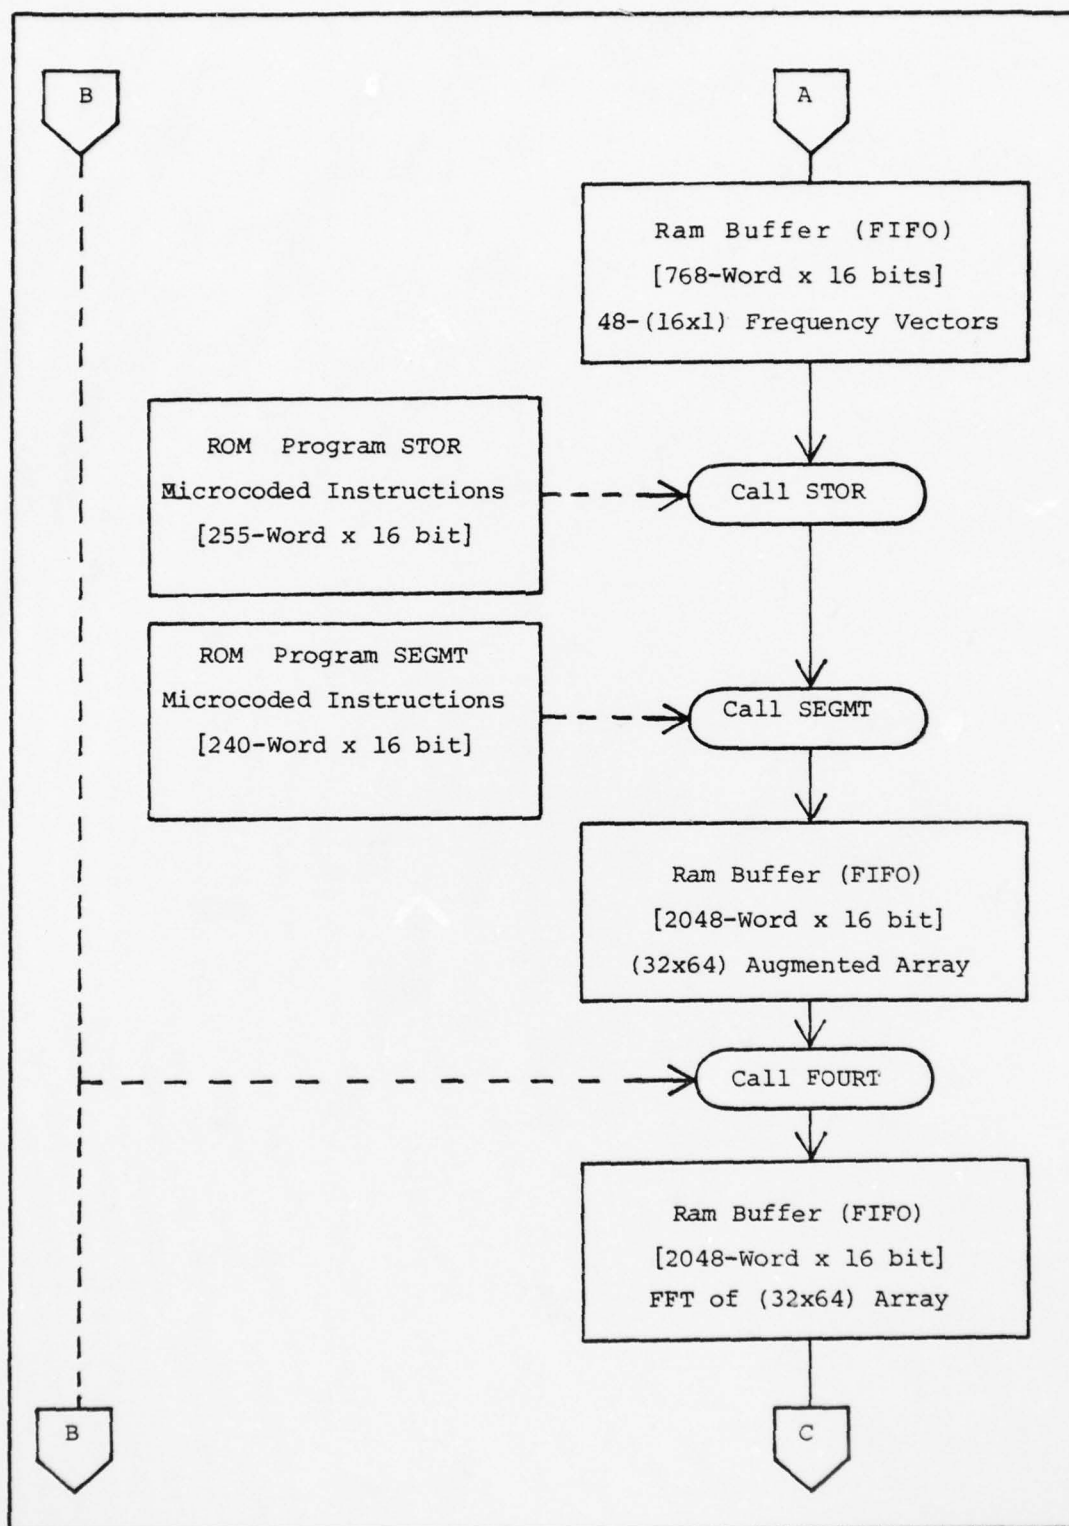 B
A
Ram Buffer (FIFO)
[768-Word x 16 bits]
48-(16x1) Frequency Vectors
ROM Program STOR
Microcoded Instructions
[255-Word x 16 bit]
Call STOR
ROM Program SEGMT
Microcoded Instructions
[240-Word x 16 bit]
Call SEGMT
Ram Buffer (FIFO)
[2048-Word x 16 bit]
(32x64) Augmented Array
Call FOURT
Ram Buffer (FIFO)
[2048-Word x 16 bit]
FFT of (32x64) Array
B
C